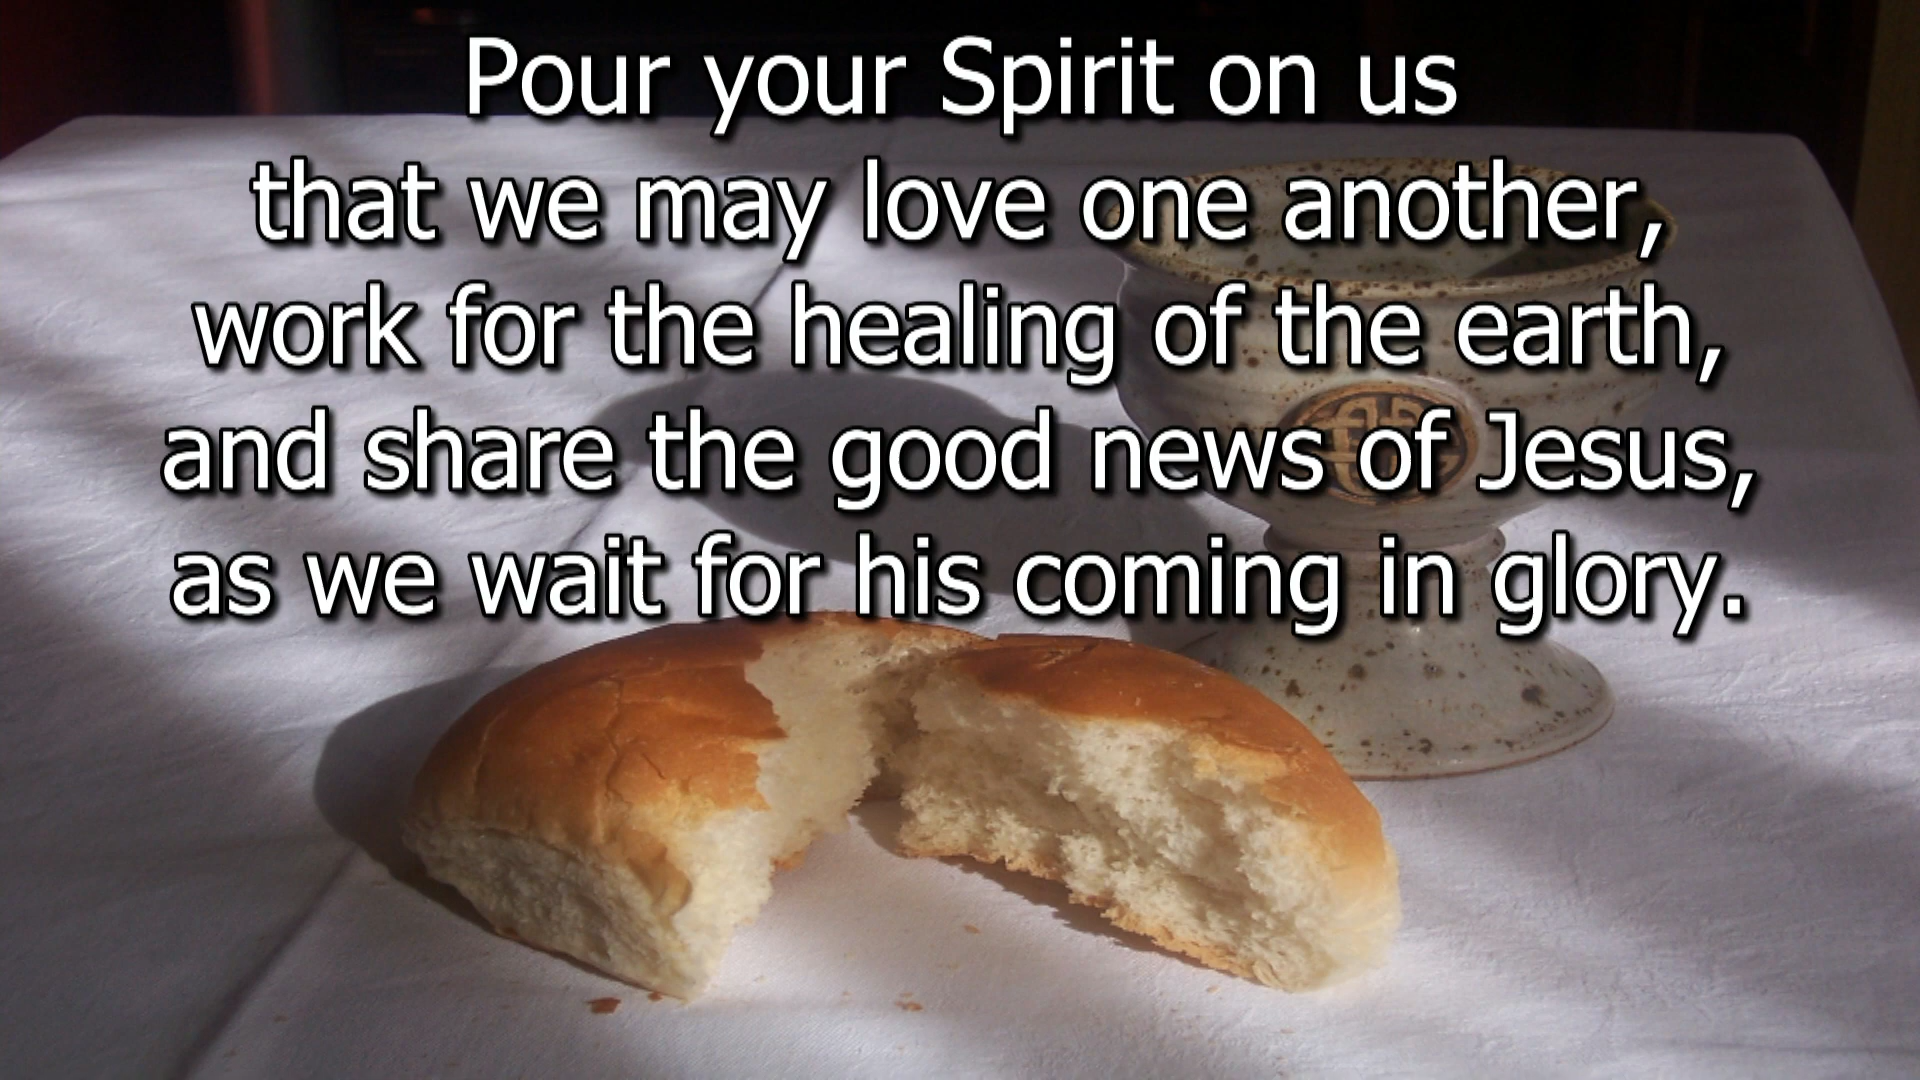 Pour your Spirit on us
that we may love one another,
work for the healing of the earth,
and share the good news of Jesus,
as we wait for his coming in glory.